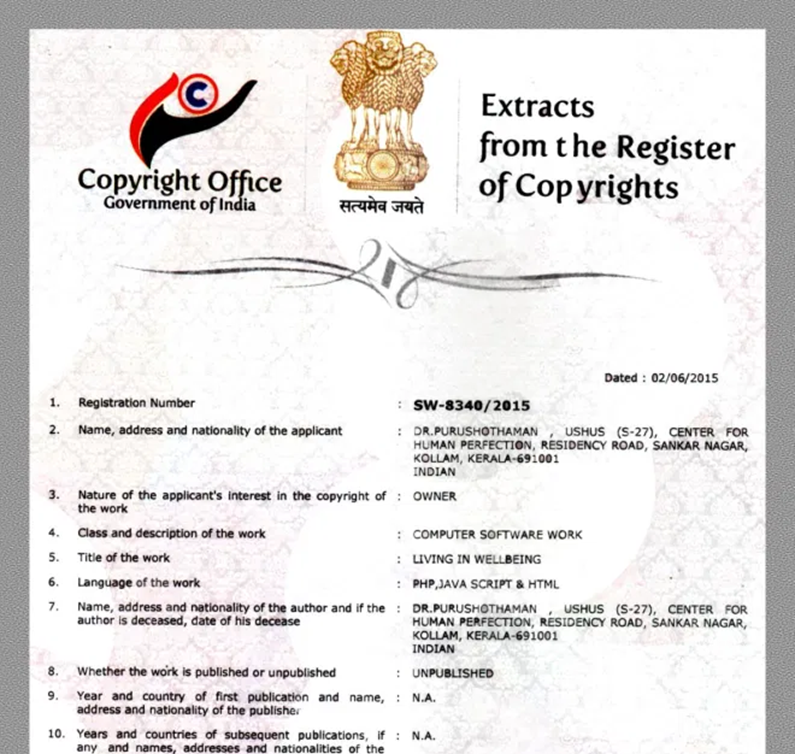 C
Copyright Office
Government of India
सत्यमेव जयते
Extracts
from the Register
of Copyrights
Dated : 02/06/2015
1. Registration Number : SW-8340/2015
2. Name, address and nationality of the applicant : DR.PURUSHOTHAMAN , USHUS (S-27), CENTER FOR
HUMAN PERFECTION, RESIDENCY ROAD, SANKAR NAGAR,
KOLLAM, KERALA-691001
INDIAN
3. Nature of the applicant's interest in the copyright of : OWNER
the work
4. Class and description of the work : COMPUTER SOFTWARE WORK
5. Title of the work : LIVING IN WELLBEING
6. Language of the work : PHP,JAVA SCRIPT & HTML
7. Name, address and nationality of the author and if the : DR.PURUSHOTHAMAN , USHUS (S-27), CENTER FOR
author is deceased, date of his decease HUMAN PERFECTION, RESIDENCY ROAD, SANKAR NAGAR,
KOLLAM, KERALA-691001
INDIAN
8. Whether the work is published or unpublished : UNPUBLISHED
9. Year and country of first publication and name, : N.A.
address and nationality of the publisher
10. Years and countries of subsequent publications, if : N.A.
any and names, addresses and nationalities of the